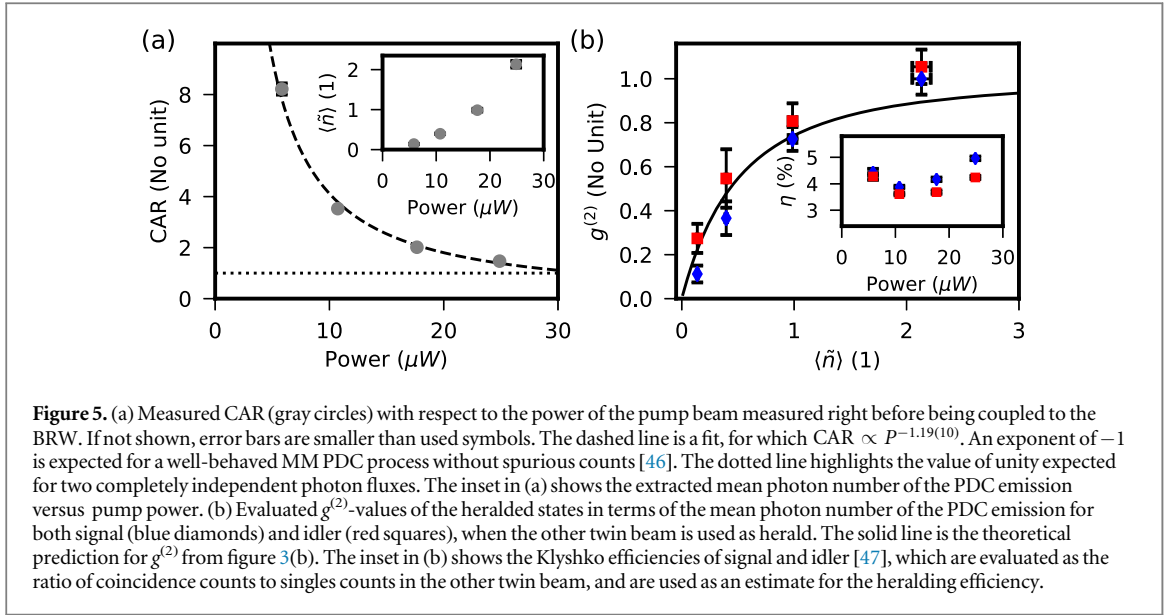 (a)
(b)
CAR (No unit)
8
6
4
2
0
0
10
20
30
Power (μW)
⟨ñ⟩ (1)
2
1
0
0
10
20
30
Power (μW)
g(2) (No Unit)
1.0
0.8
0.6
0.4
0.2
0.0
0
1
2
3
⟨ñ⟩ (1)
η (%)
5
4
3
0
10
20
30
Power (μW)
Figure 5. (a) Measured CAR (gray circles) with respect to the power of the pump beam measured right before being coupled to the
BRW. If not shown, error bars are smaller than used symbols. The dashed line is a fit, for which CAR ∝ P−1.19(10). An exponent of −1
is expected for a well-behaved MM PDC process without spurious counts [46]. The dotted line highlights the value of unity expected
for two completely independent photon fluxes. The inset in (a) shows the extracted mean photon number of the PDC emission
versus pump power. (b) Evaluated g(2)-values of the heralded states in terms of the mean photon number of the PDC emission for
both signal (blue diamonds) and idler (red squares), when the other twin beam is used as herald. The solid line is the theoretical
prediction for g(2) from figure 3(b). The inset in (b) shows the Klyshko efficiencies of signal and idler [47], which are evaluated as the
ratio of coincidence counts to singles counts in the other twin beam, and are used as an estimate for the heralding efficiency.